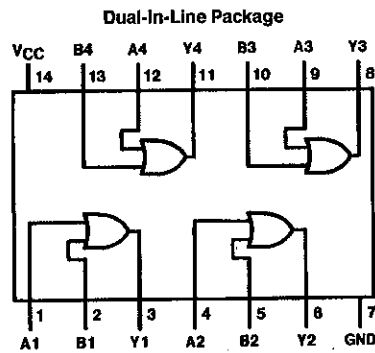 Dual-In-Line Package
VCC B4 A4 Y4 B3 A3 Y3
14 13 12 11 10 9 8
1 2 3 4 5 6 7
A1 B1 Y1 A2 B2 Y2 GND